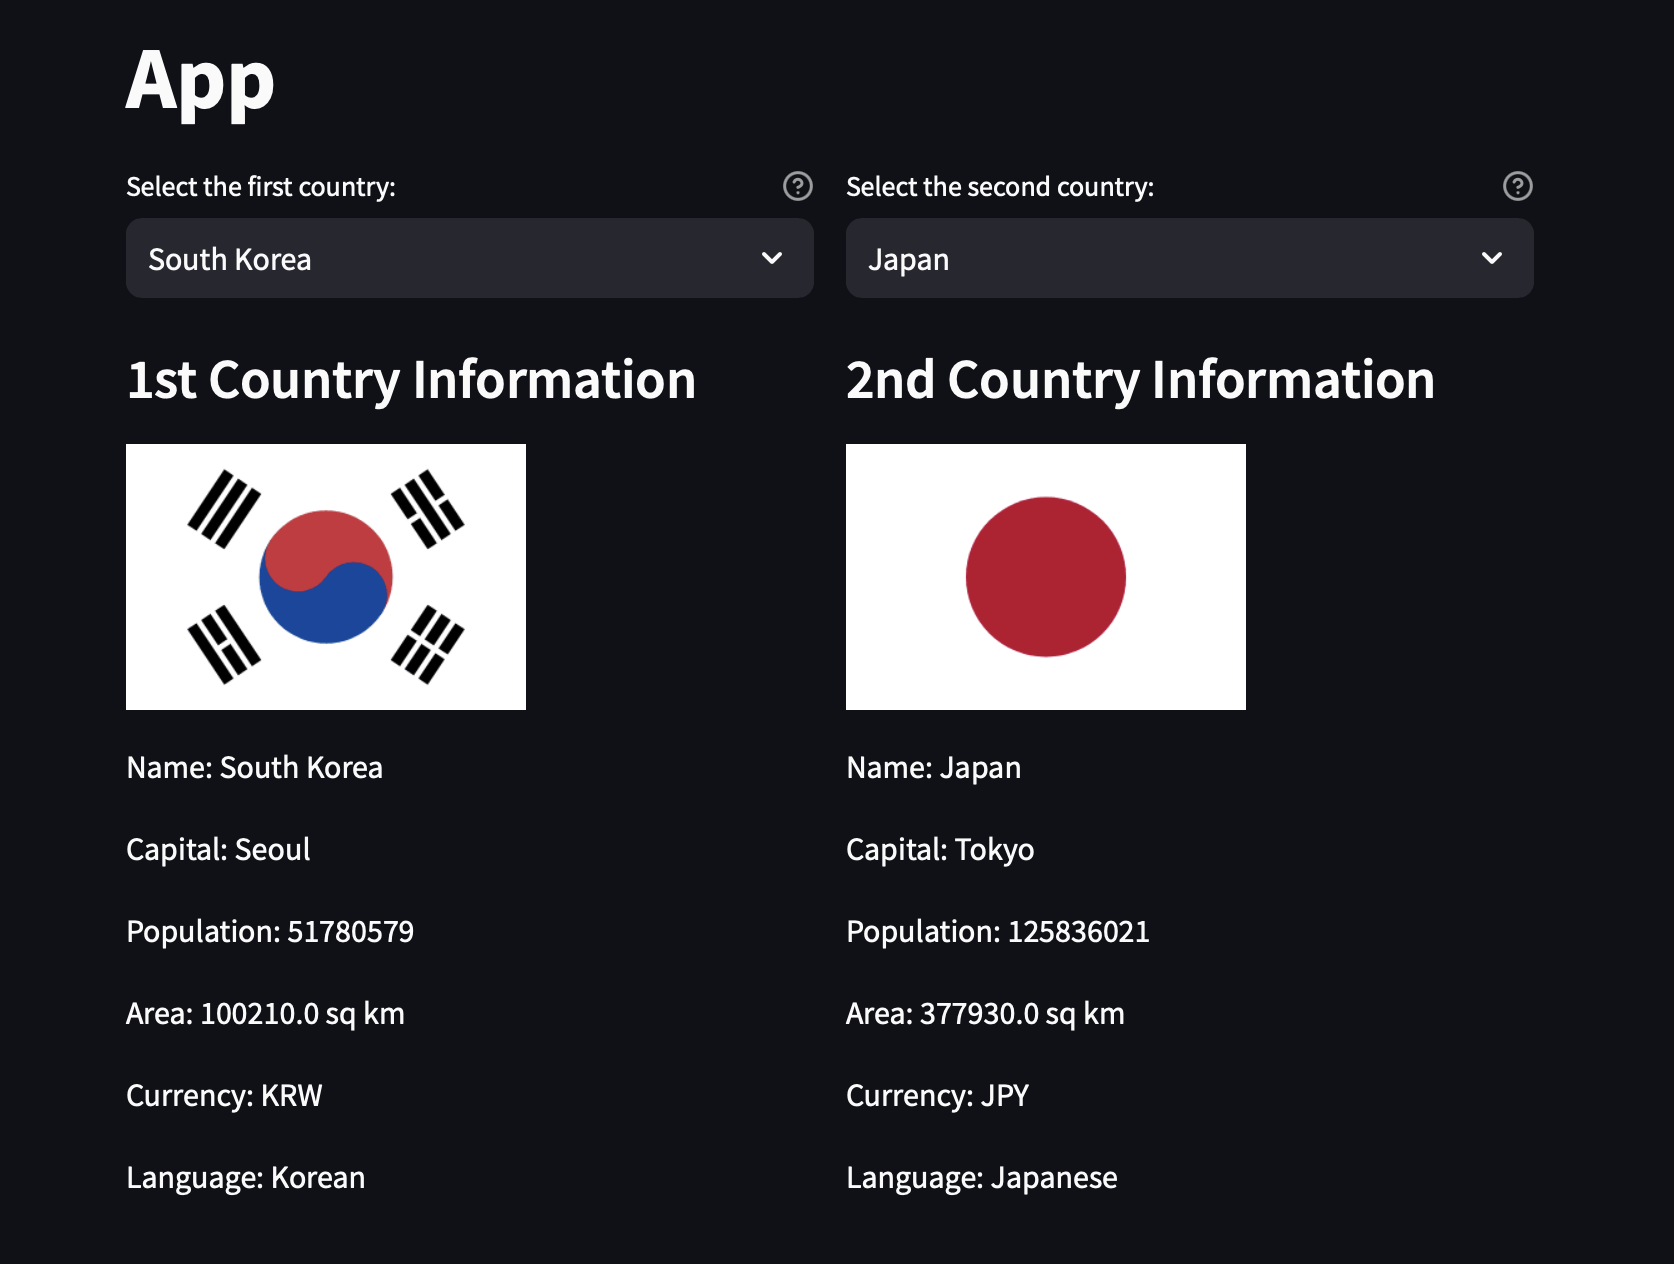 App
Select the first country:
South Korea
1st Country Information
Name: South Korea
Capital: Seoul
Population: 51780579
Area: 100210.0 sq km
Currency: KRW
Language: Korean
Select the second country:
Japan
2nd Country Information
Name: Japan
Capital: Tokyo
Population: 125836021
Area: 377930.0 sq km
Currency: JPY
Language: Japanese